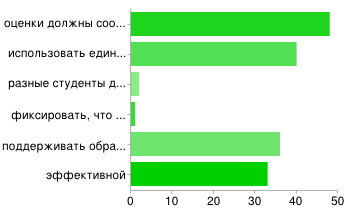 оценки должны соо...
использовать един...
разные студенты д...
фиксировать, что ...
поддерживать обра...
эффективной
0 10 20 30 40 50